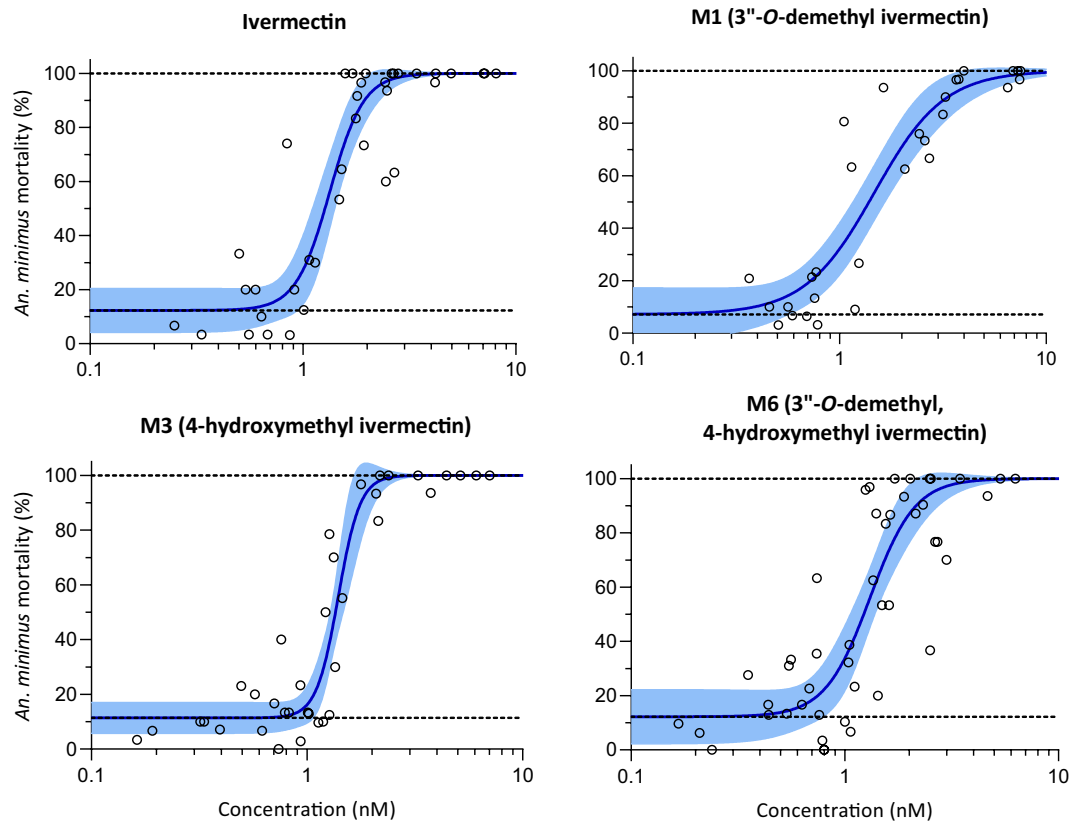 Ivermectin
An. minimus mortality (%)
100
80
60
40
20
0
0.1 1 10
M1 (3"-O-demethyl ivermectin)
100
80
60
40
20
0
0.1 1 10
M3 (4-hydroxymethyl ivermectin)
An. minimus mortality (%)
100
80
60
40
20
0
0.1 1 10
Concentration (nM)
M6 (3"-O-demethyl,
4-hydroxymethyl ivermectin)
100
80
60
40
20
0
0.1 1 10
Concentration (nM)